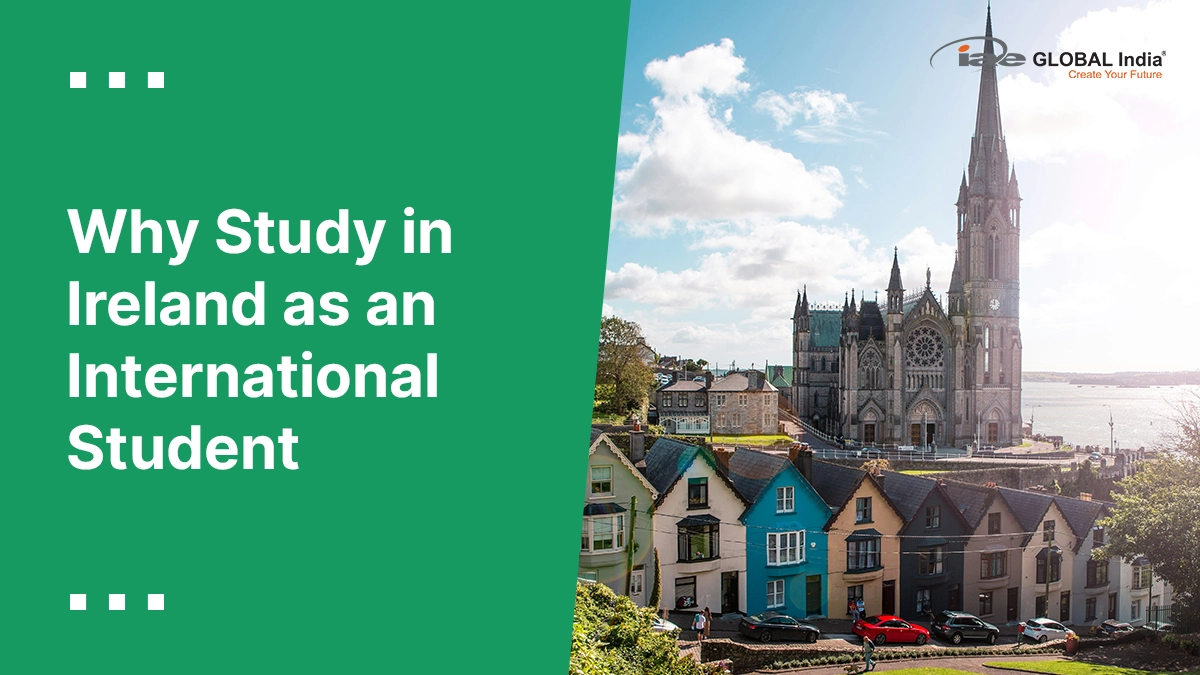 Why Study in
Ireland as an
International
Student
iae GLOBAL India®
Create Your Future